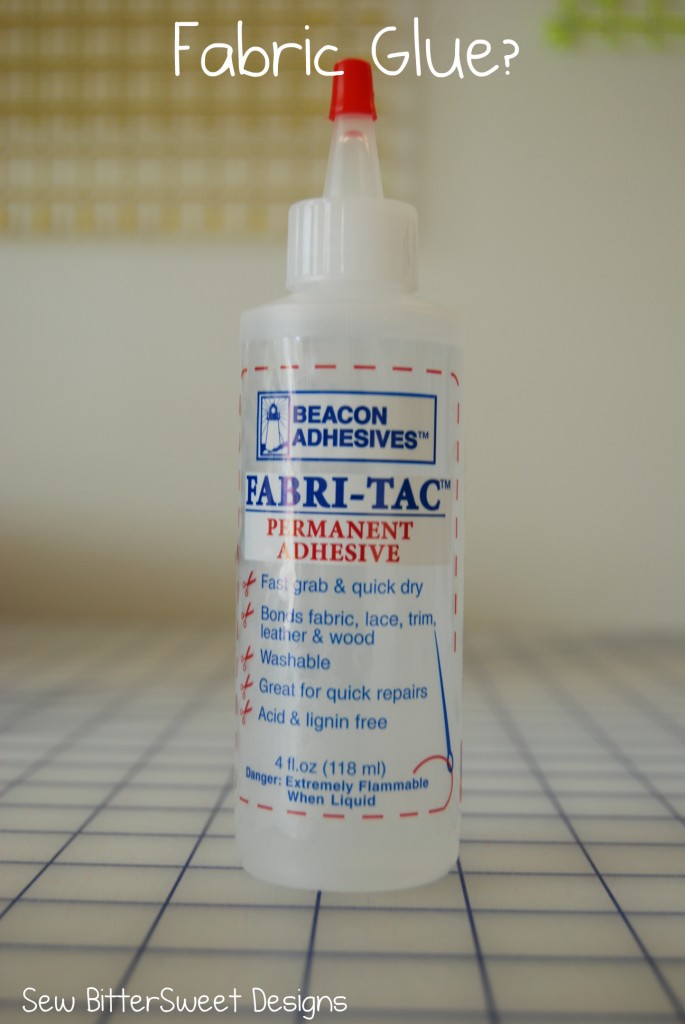 Fabric Glue?
BEACON
ADHESIVES™
FABRI-TAC™
PERMANENT
ADHESIVE
Fast grab & quick dry
Bonds fabric, lace, trim,
leather & wood
Washable
Great for quick repairs
Acid & lignin free
4 fl.oz (118 ml)
Danger: Extremely Flammable
When Liquid
Sew BitterSweet Designs